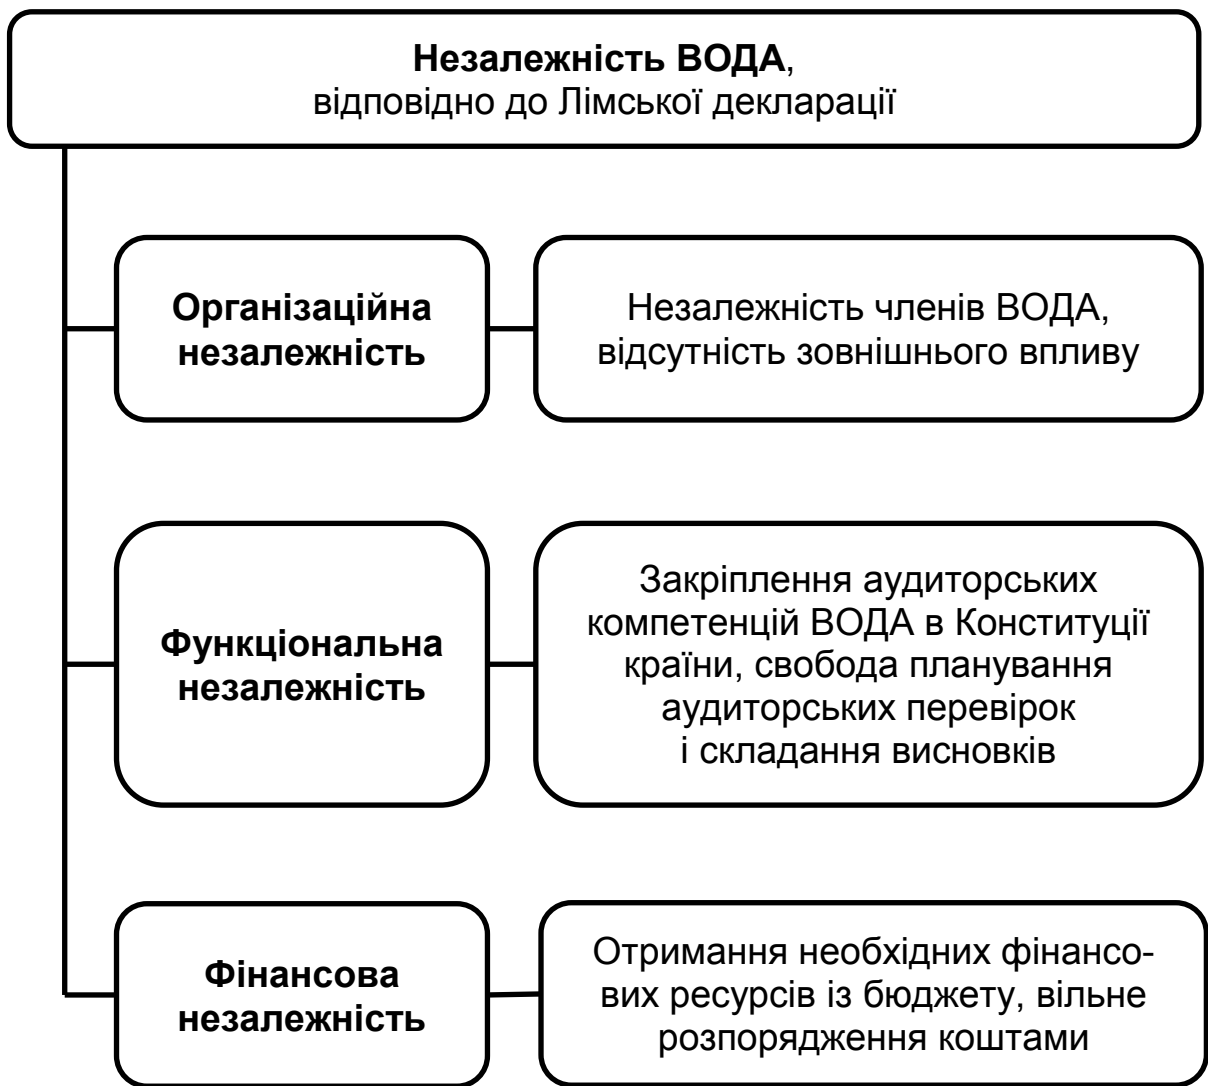 Незалежність ВОДА,
відповідно до Лімської декларації
Організаційна
незалежність
Незалежність членів ВОДА,
відсутність зовнішнього впливу
Функціональна
незалежність
Закріплення аудиторських
компетенцій ВОДА в Конституції
країни, свобода планування
аудиторських перевірок
і складання висновків
Фінансова
незалежність
Отримання необхідних фінансо-
вих ресурсів із бюджету, вільне
розпорядження коштами